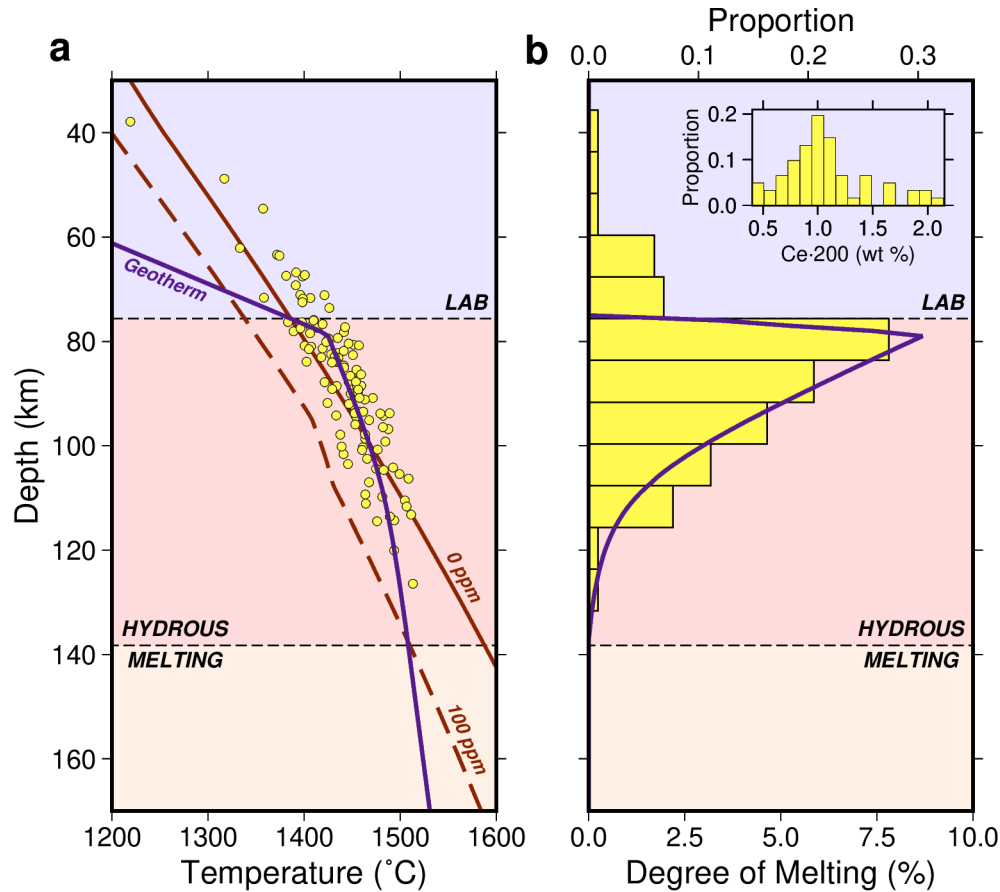 a
40
60
80
100
120
140
160
Depth (km)
1200 1300 1400 1500 1600
Temperature (˚C)
Geotherm
LAB
0 ppm
HYDROUS
MELTING
100 ppm
b
Proportion
0.0 0.1 0.2 0.3
0.2
0.1
0.0
Proportion
0.5 1.0 1.5 2.0
Ce·200 (wt %)
LAB
HYDROUS
MELTING
0.0 2.5 5.0 7.5 10.0
Degree of Melting (%)